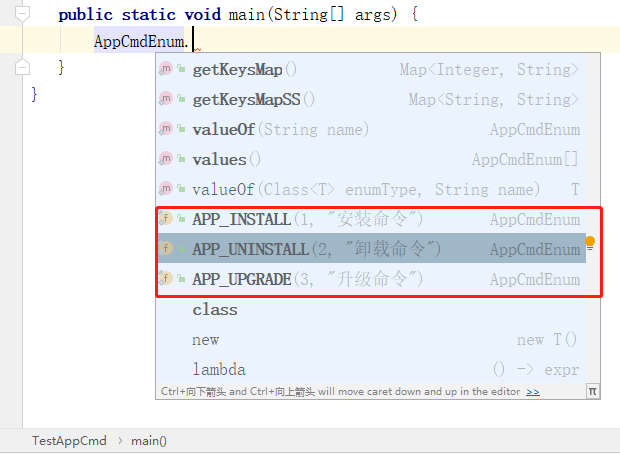 public static void main(String[] args) {
AppCmdEnum.
}
}
m getKeysMap() Map<Integer, String>
m getKeysMapSS() Map<String, String>
m valueOf(String name) AppCmdEnum
m values() AppCmdEnum[]
m valueOf(Class<T> enumType, String name) T
f APP_INSTALL(1, "安装命令") AppCmdEnum
f APP_UNINSTALL(2, "卸载命令") AppCmdEnum
f APP_UPGRADE(3, "升级命令") AppCmdEnum
class
new new T()
lambda () -> expr
Ctrl+向下箭头 and Ctrl+向上箭头 will move caret down and up in the editor >> π
TestAppCmd > main()